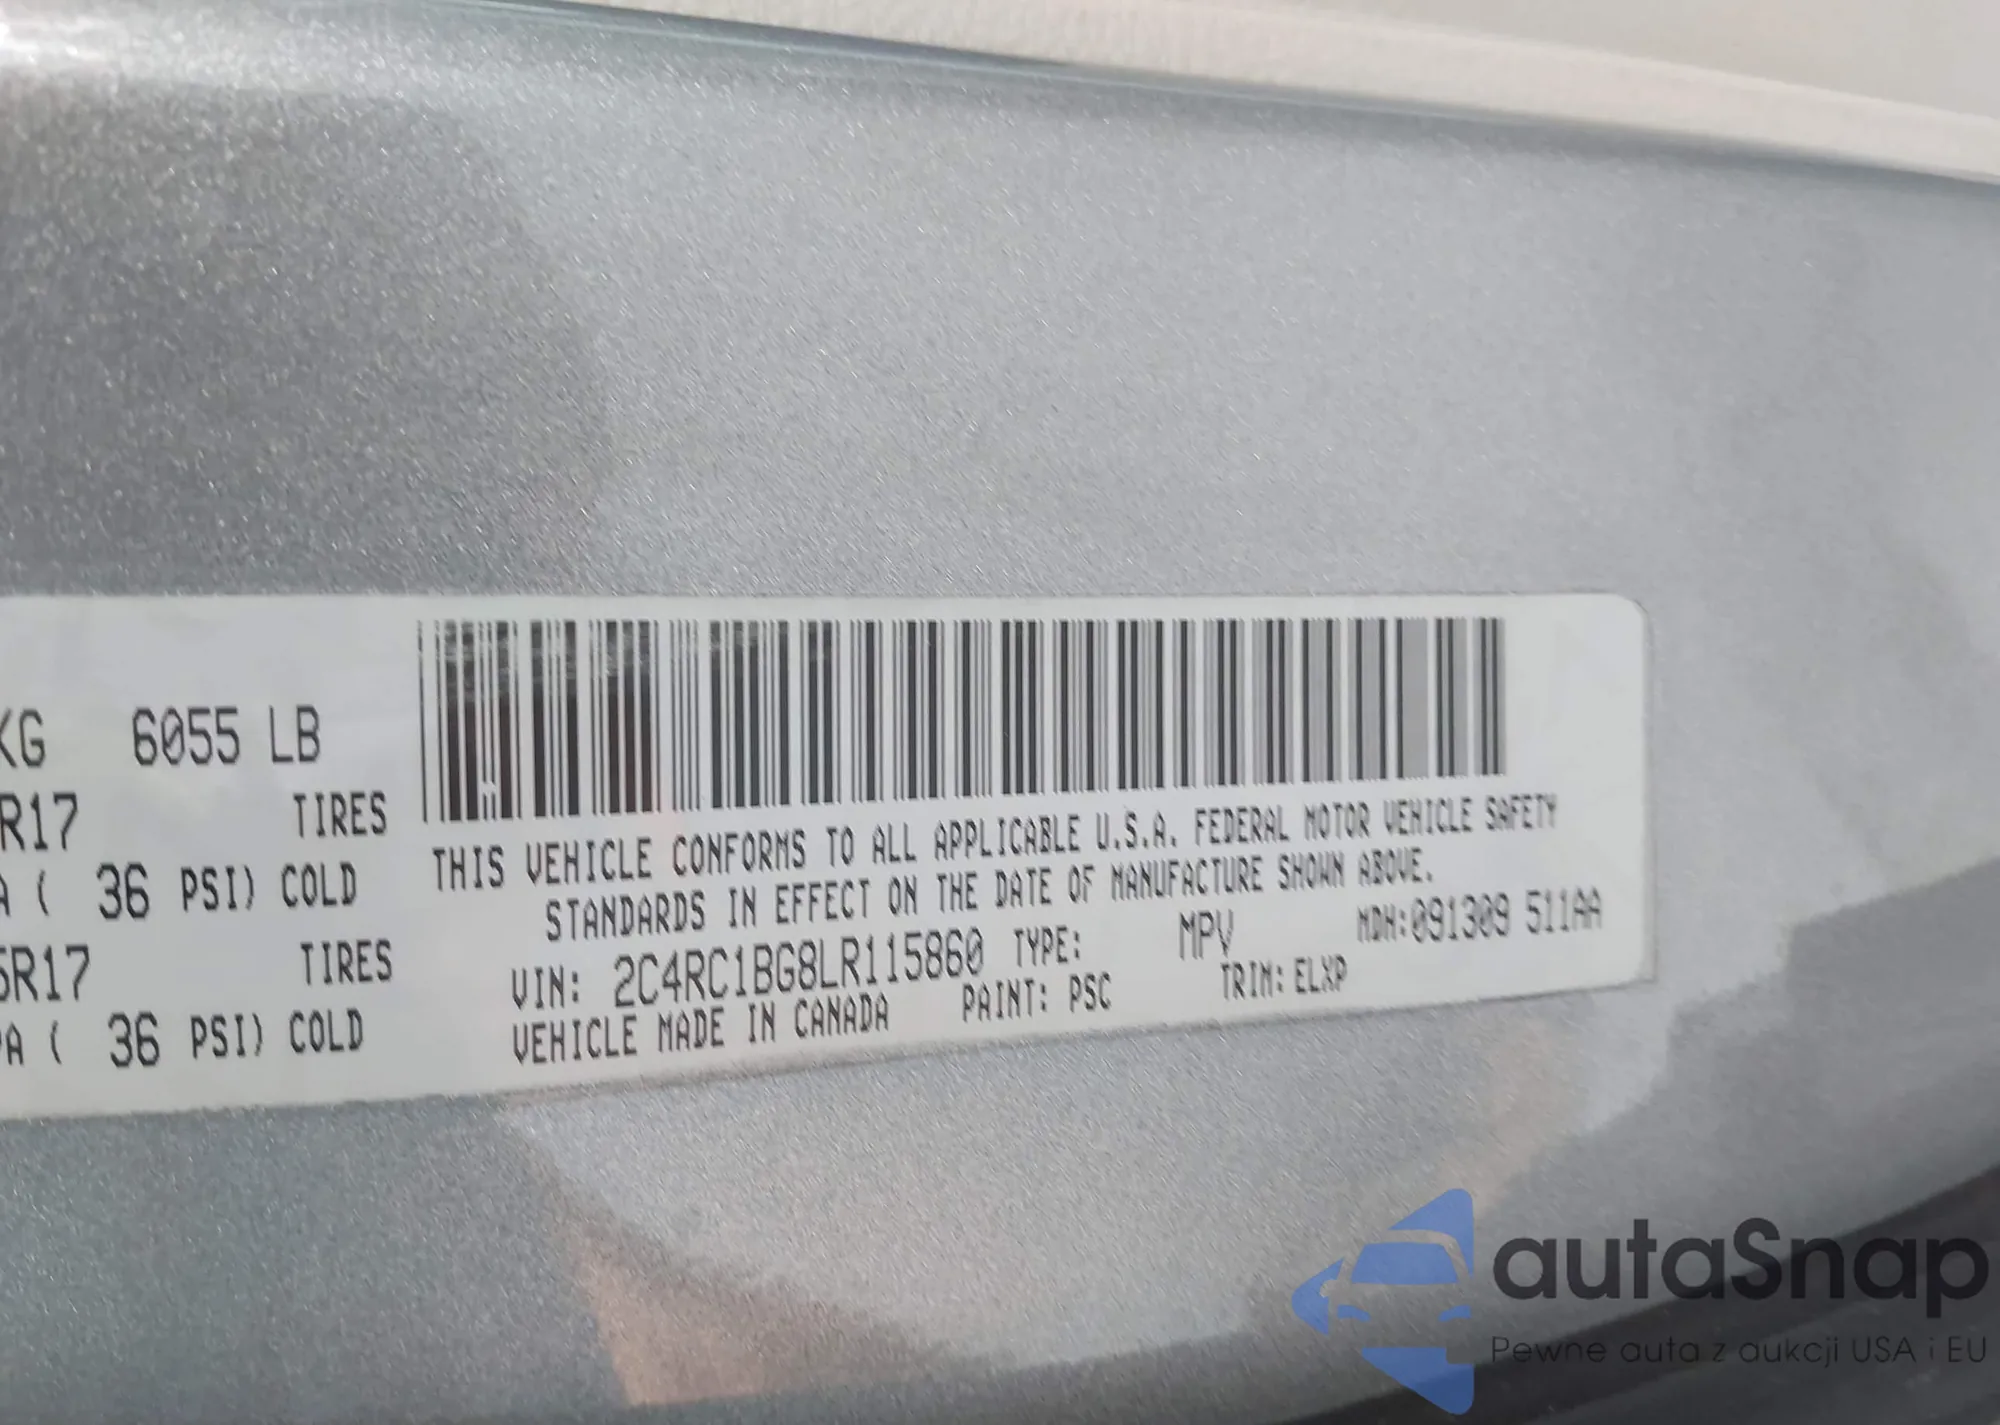 KG 6055 LB
R17 TIRES
A ( 36 PSI) COLD
5R17 TIRES
PA ( 36 PSI) COLD
THIS VEHICLE CONFORMS TO ALL APPLICABLE U.S.A. FEDERAL MOTOR VEHICLE SAFETY
STANDARDS IN EFFECT ON THE DATE OF MANUFACTURE SHOWN ABOVE.
VIN: 2C4RC1BG8LR115860 TYPE: MPV MDH:091309 511AA
VEHICLE MADE IN CANADA PAINT: PSC TRIM: ELXP
autaSnap
Pewne auta z aukcji USA i EU